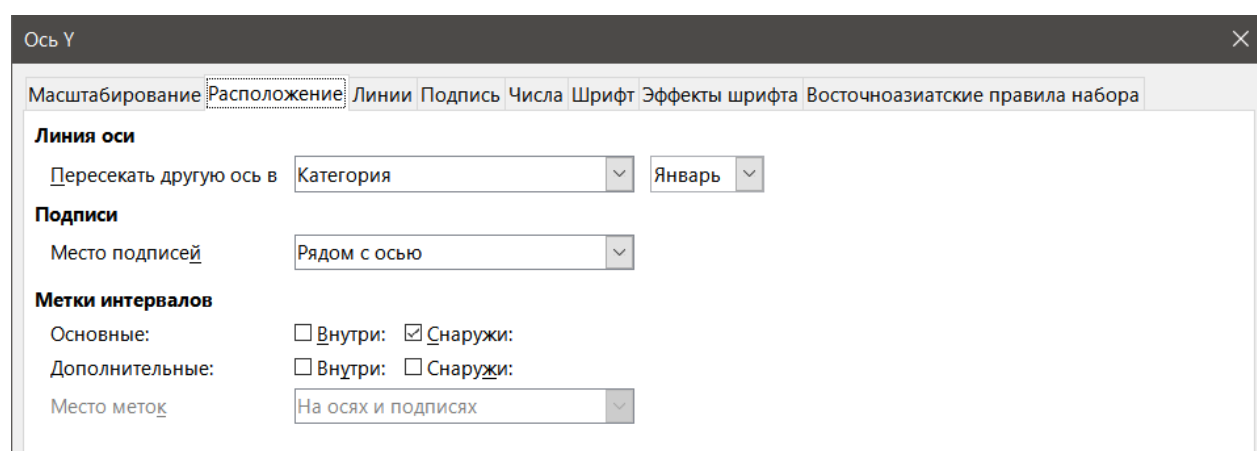 Ось Y
Масштабирование Расположение Линии Подпись Числа Шрифт Эффекты шрифта Восточноазиатские правила набора
Линия оси
Пересекать другую ось в Категория Январь
Подписи
Место подписей Рядом с осью
Метки интервалов
Основные: Внутри: Снаружи:
Дополнительные: Внутри: Снаружи:
Место меток На осях и подписях